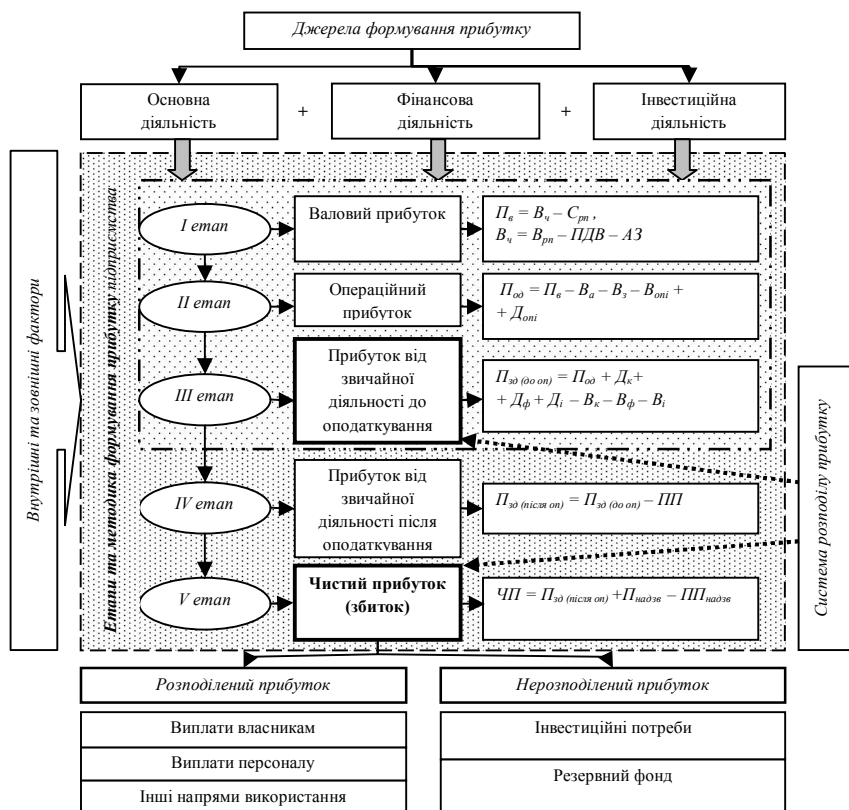 Джерела формування прибутку
Основна
діяльність
+
Фінансова
діяльність
+
Інвестиційна
діяльність
Внутрішні та зовнішні фактори
Етапи та методика формування прибутку підприємства
I етап
Валовий прибуток
Пв = Вч – Срп ,
Вч = Врп – ПДВ – АЗ
II етап
Операційний
прибуток
Под = Пв – Ва – Вз – Вопі +
+ Допі
III етап
Прибуток від
звичайної
діяльності до
оподаткування
Пзд (до оп) = Под + Дк+
+ Дф + Ді – Вк – Вф – Ві
IV етап
Прибуток від
звичайної
діяльності після
оподаткування
Пзд (після оп) = Пзд (до оп) – ПП
V етап
Чистий прибуток
(збиток)
ЧП = Пзд (після оп) +Пнадзв – ППнадзв
Система розподілу прибутку
Розподілений прибуток
Виплати власникам
Виплати персоналу
Інші напрями використання
Нерозподілений прибуток
Інвестиційні потреби
Резервний фонд